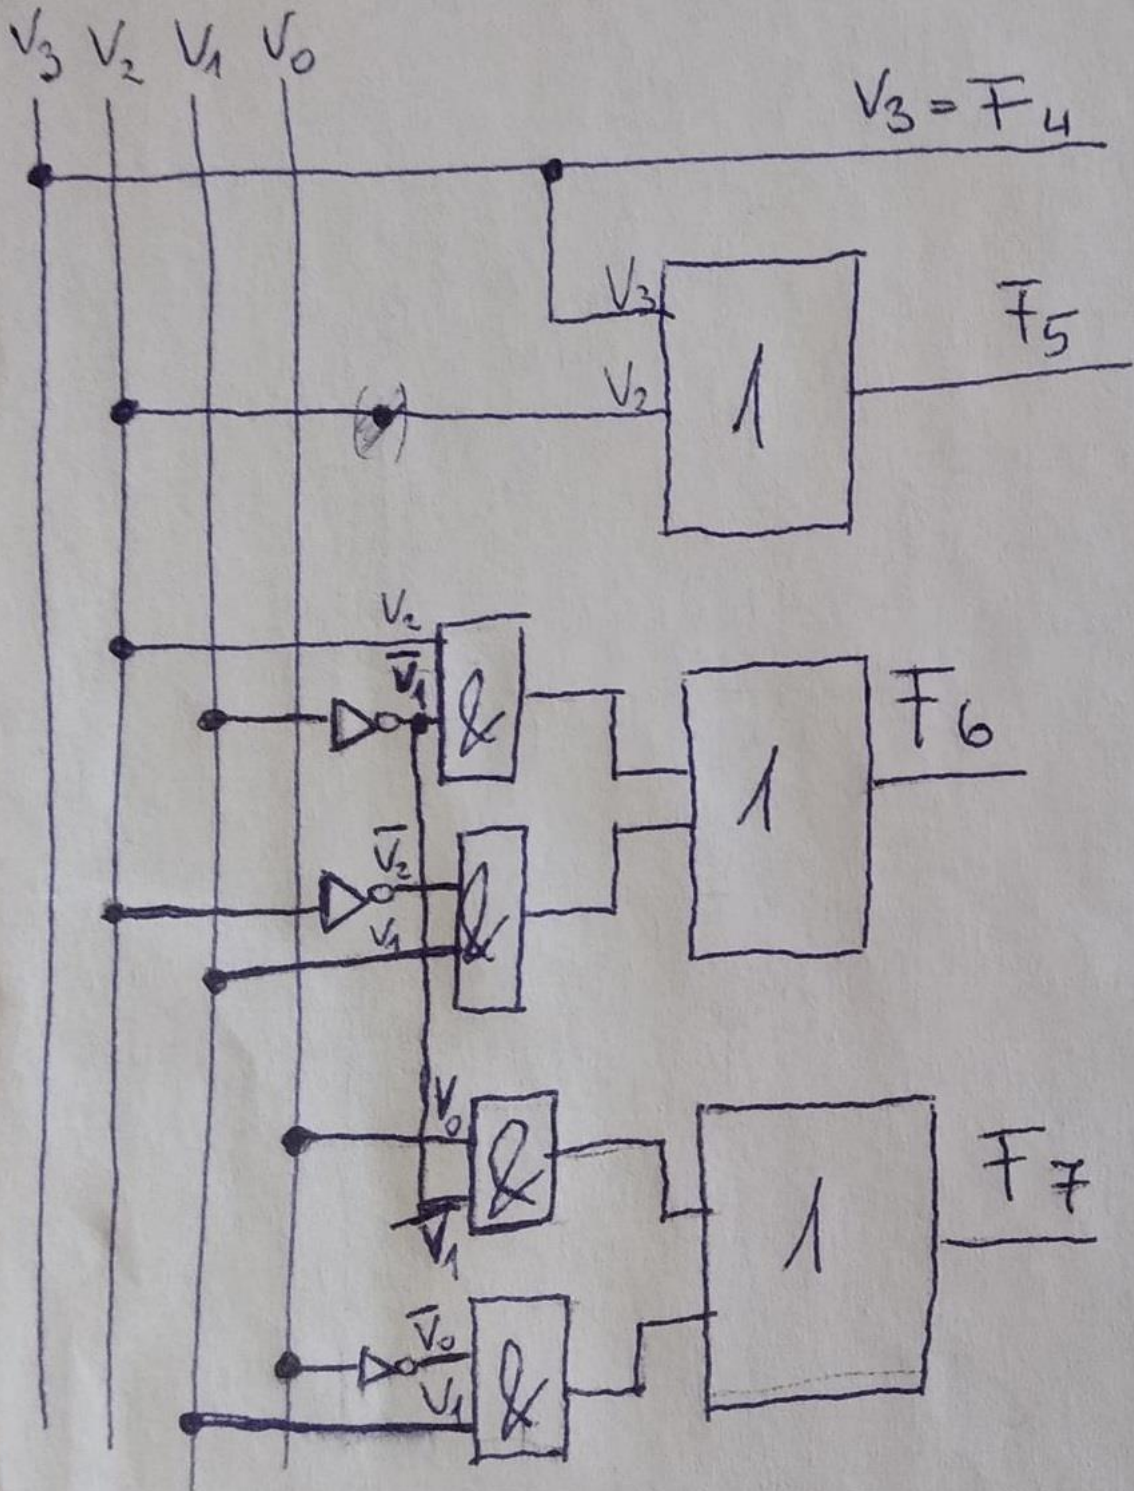 V₃ V₂ V₁ V₀
V₃ = F₄
V₃
F₅
V₂
1
V₂
V̅₁
&
F₆
1
V̅₂
V₁
&
V₀
&
V̅₁
F₇
1
V̅₀
V₁
&